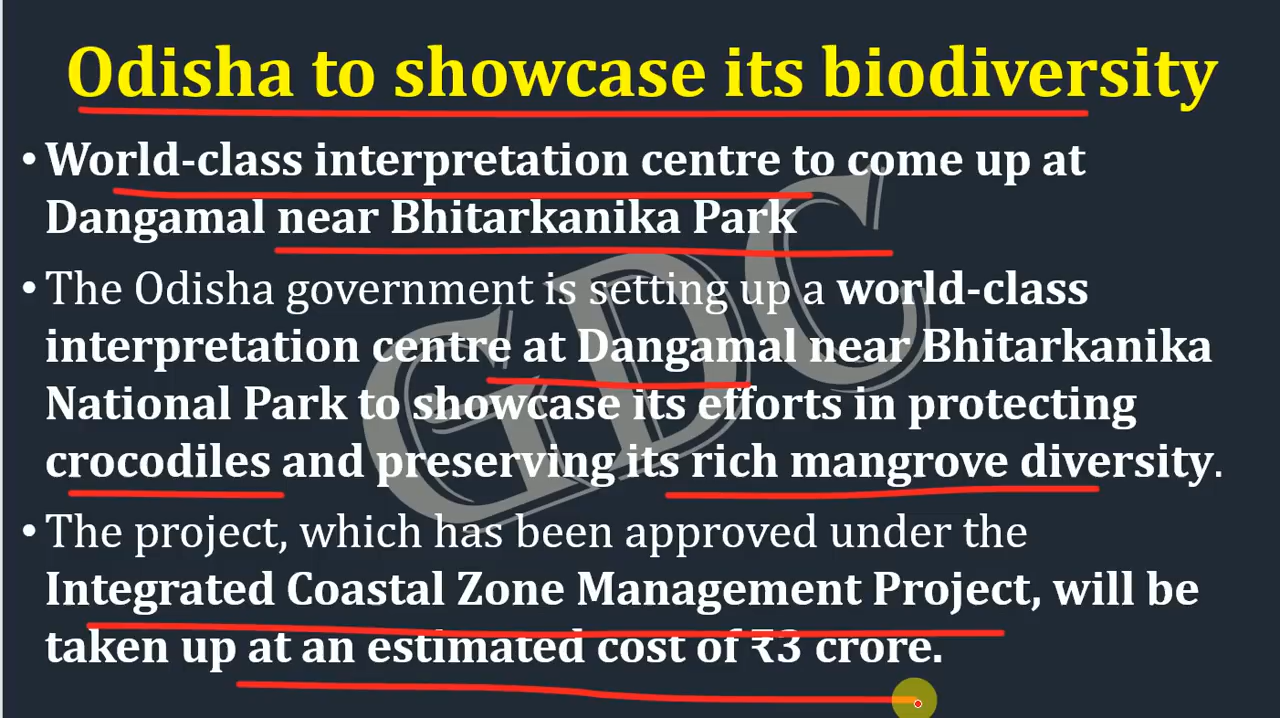 Odisha to showcase its biodiversity
• World-class interpretation centre to come up at
Dangamal near Bhitarkanika Park
• The Odisha government is setting up a world-class
interpretation centre at Dangamal near Bhitarkanika
National Park to showcase its efforts in protecting
crocodiles and preserving its rich mangrove diversity.
• The project, which has been approved under the
Integrated Coastal Zone Management Project, will be
taken up at an estimated cost of ₹3 crore.
GDC